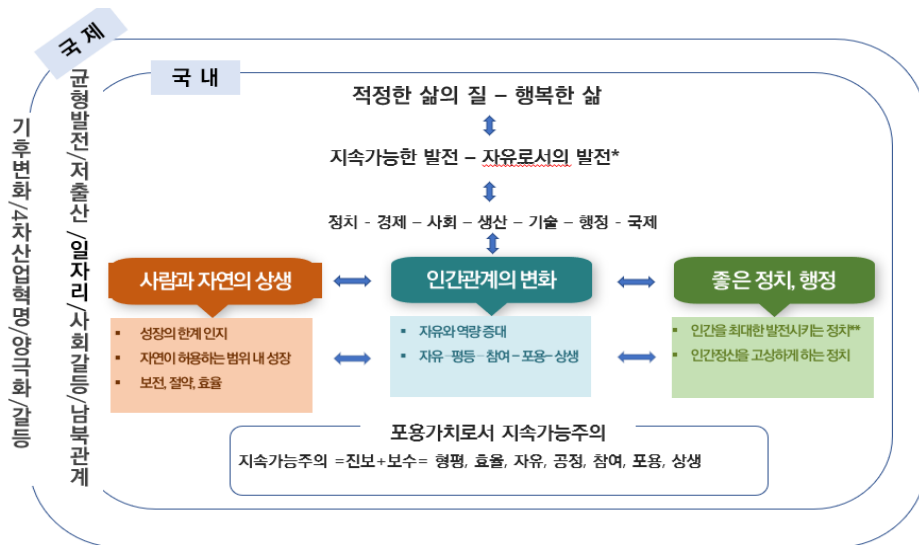 국 제
국 내
기후변화/4차산업혁명/양극화/갈등
균형발전/저출산 /일자리/사회갈등/남북관계
적정한 삶의 질 – 행복한 삶
지속가능한 발전 – 자유로서의 발전*
정치 - 경제 – 사회 – 생산 – 기술 – 행정 - 국제
사람과 자연의 상생
▪ 성장의 한계 인지
▪ 자연이 허용하는 범위 내 성장
▪ 보전, 절약, 효율
인간관계의 변화
▪ 자유와 역량 증대
▪ 자유 – 평등 – 참여 – 포용 – 상생
좋은 정치, 행정
▪ 인간을 최대한 발전시키는 정치**
▪ 인간정신을 고상하게 하는 정치
포용가치로서 지속가능주의
지속가능주의 =진보+보수= 형평, 효율, 자유, 공정, 참여, 포용, 상생